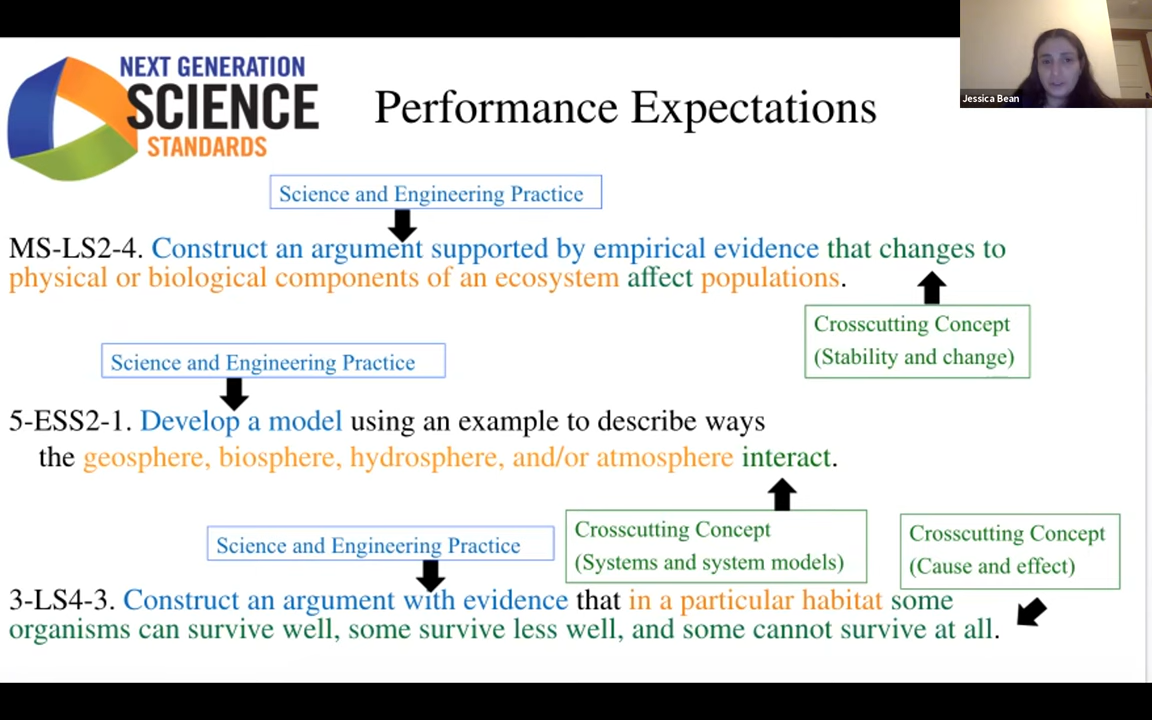 NEXT GENERATION
SCIENCE
STANDARDS
Performance Expectations
Jessica Bean
Science and Engineering Practice
MS-LS2-4. Construct an argument supported by empirical evidence that changes to
physical or biological components of an ecosystem affect populations.
Crosscutting Concept
(Stability and change)
Science and Engineering Practice
5-ESS2-1. Develop a model using an example to describe ways
the geosphere, biosphere, hydrosphere, and/or atmosphere interact.
Crosscutting Concept
(Systems and system models)
Crosscutting Concept
(Cause and effect)
Science and Engineering Practice
3-LS4-3. Construct an argument with evidence that in a particular habitat some
organisms can survive well, some survive less well, and some cannot survive at all.